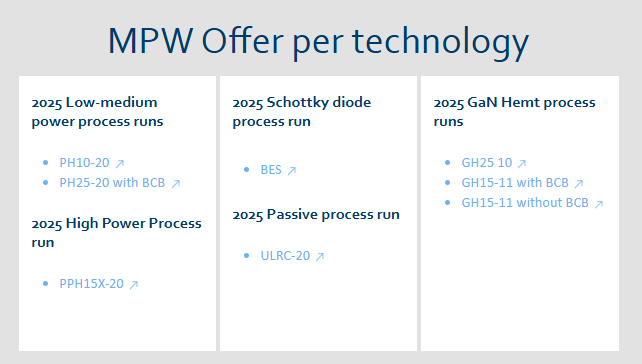 MPW Offer per technology
2025 Low-medium
power process runs
PH10-20
PH25-20 with BCB
2025 High Power Process
run
PPH15X-20
2025 Schottky diode
process run
BES
2025 Passive process run
ULRC-20
2025 GaN Hemt process
runs
GH25 10
GH15-11 with BCB
GH15-11 without BCB